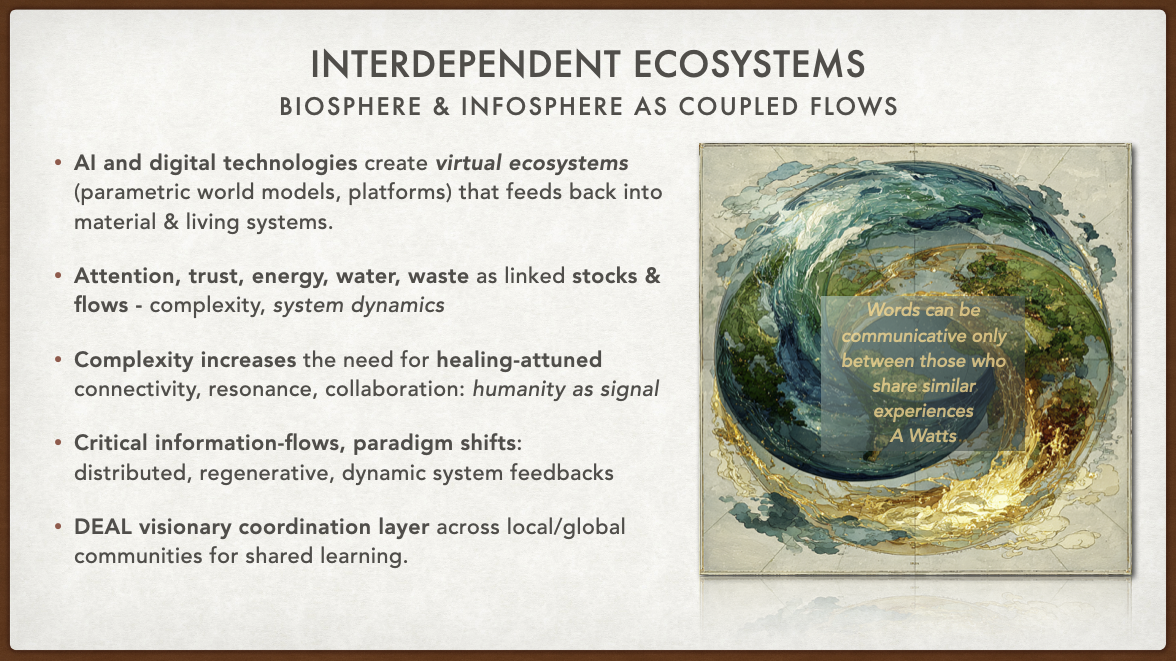 INTERDEPENDENT ECOSYSTEMS
BIOSPHERE & INFOSPHERE AS COUPLED FLOWS
• AI and digital technologies create virtual ecosystems
(parametric world models, platforms) that feeds back into
material & living systems.
• Attention, trust, energy, water, waste as linked stocks &
flows - complexity, system dynamics
• Complexity increases the need for healing-attuned
connectivity, resonance, collaboration: humanity as signal
• Critical information-flows, paradigm shifts:
distributed, regenerative, dynamic system feedbacks
• DEAL visionary coordination layer across local/global
communities for shared learning.
Words can be
communicative only
between those who
share similar
experiences
A Watts